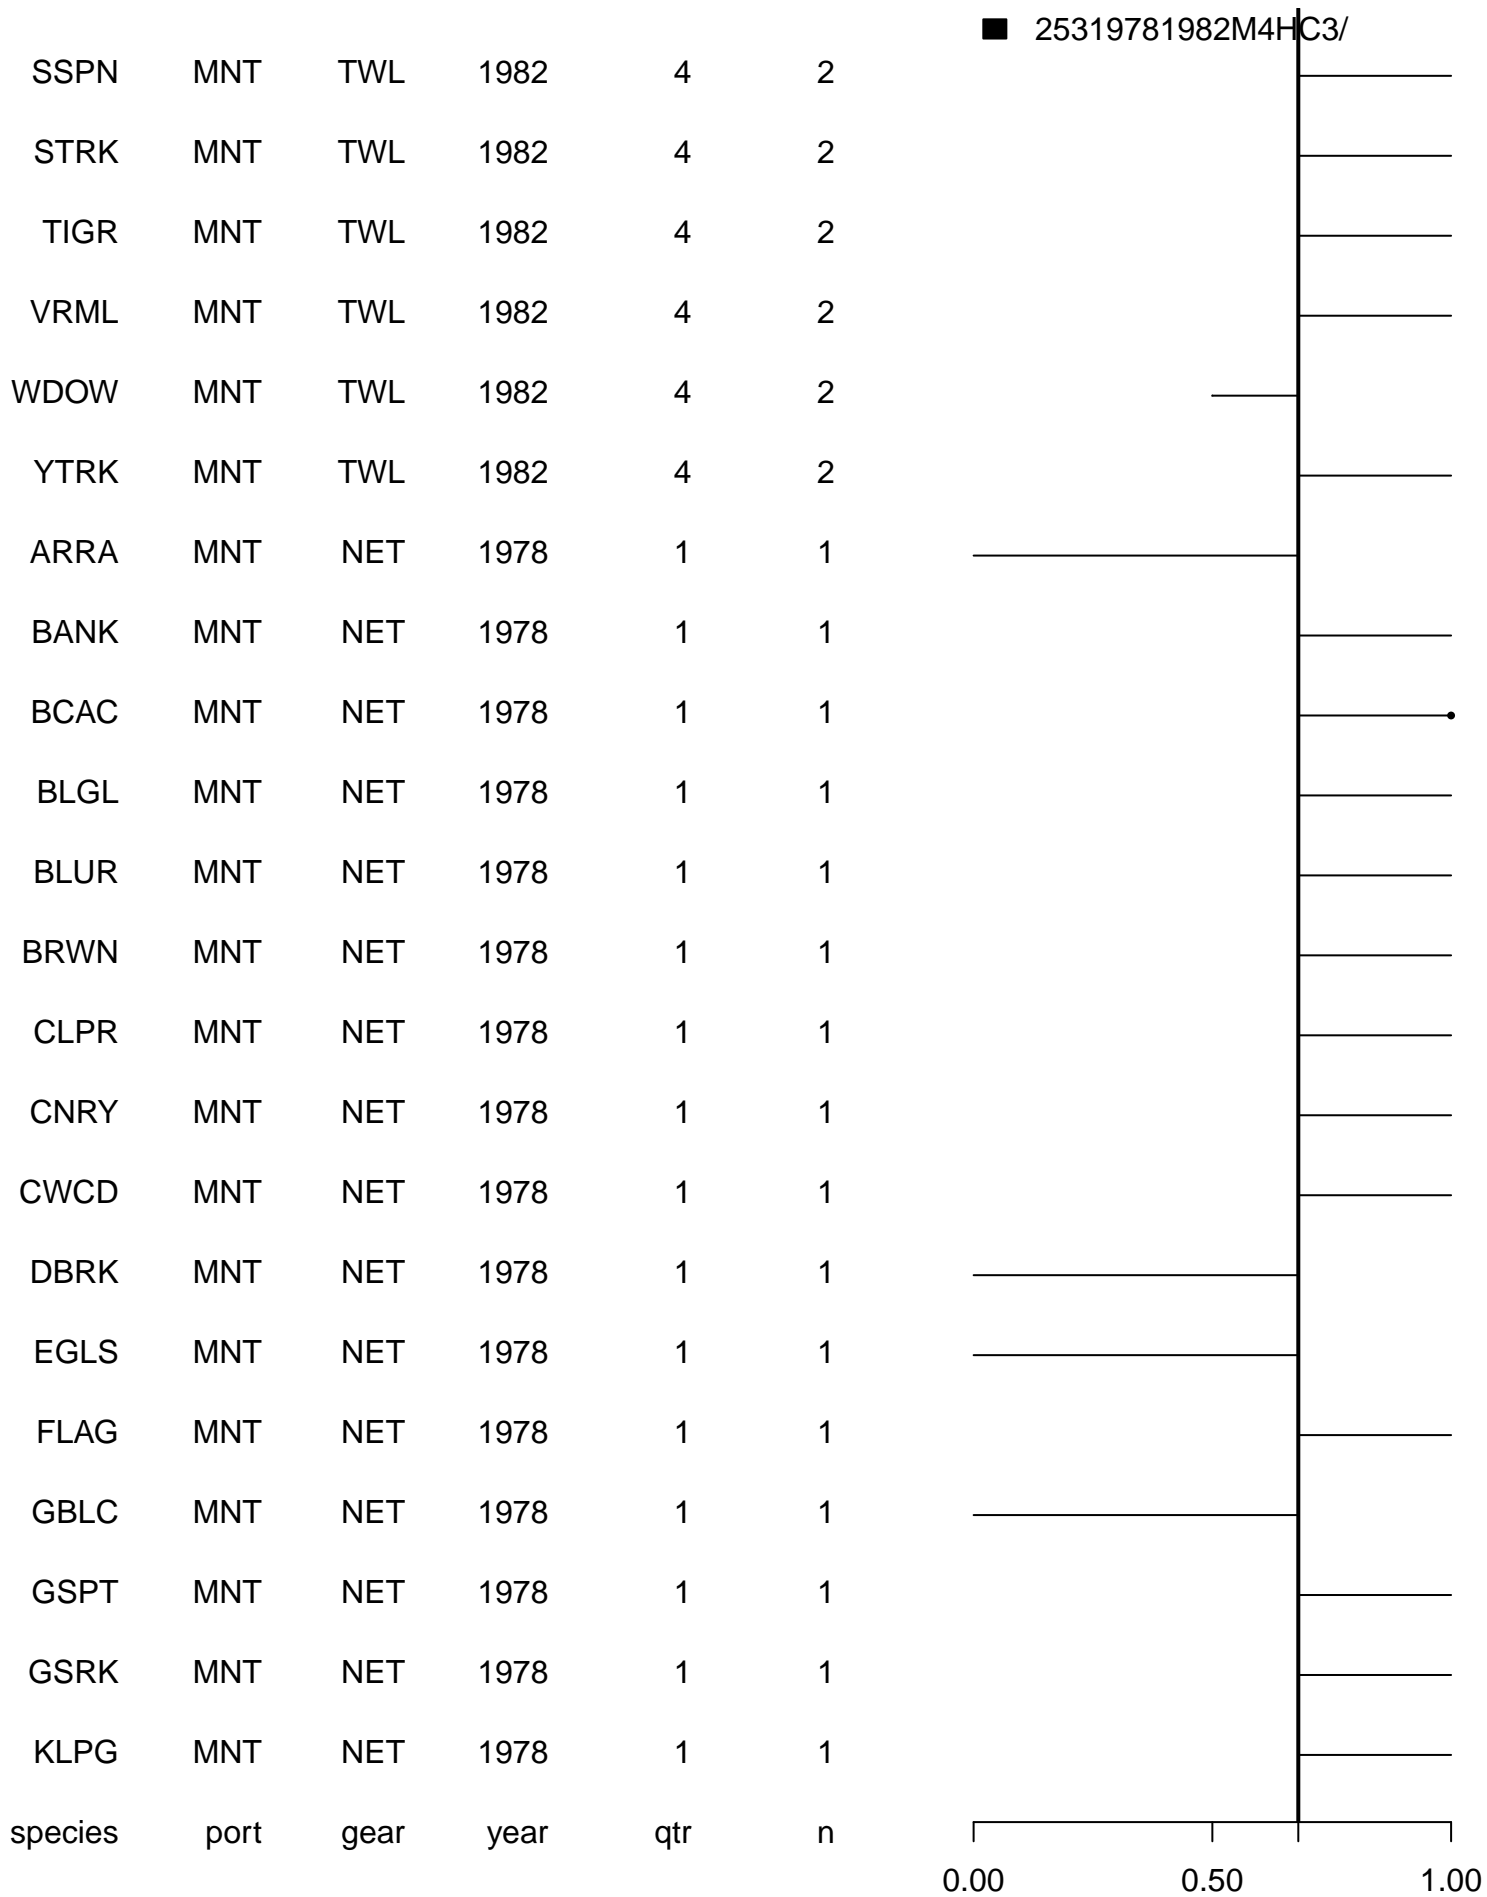 25319781982M4HC3/
SSPN MNT TWL 1982 4 2
STRK MNT TWL 1982 4 2
TIGR MNT TWL 1982 4 2
VRML MNT TWL 1982 4 2
WDOW MNT TWL 1982 4 2
YTRK MNT TWL 1982 4 2
ARRA MNT NET 1978 1 1
BANK MNT NET 1978 1 1
BCAC MNT NET 1978 1 1
BLGL MNT NET 1978 1 1
BLUR MNT NET 1978 1 1
BRWN MNT NET 1978 1 1
CLPR MNT NET 1978 1 1
CNRY MNT NET 1978 1 1
CWCD MNT NET 1978 1 1
DBRK MNT NET 1978 1 1
EGLS MNT NET 1978 1 1
FLAG MNT NET 1978 1 1
GBLC MNT NET 1978 1 1
GSPT MNT NET 1978 1 1
GSRK MNT NET 1978 1 1
KLPG MNT NET 1978 1 1
species port gear year qtr n
0.00 0.50 1.00